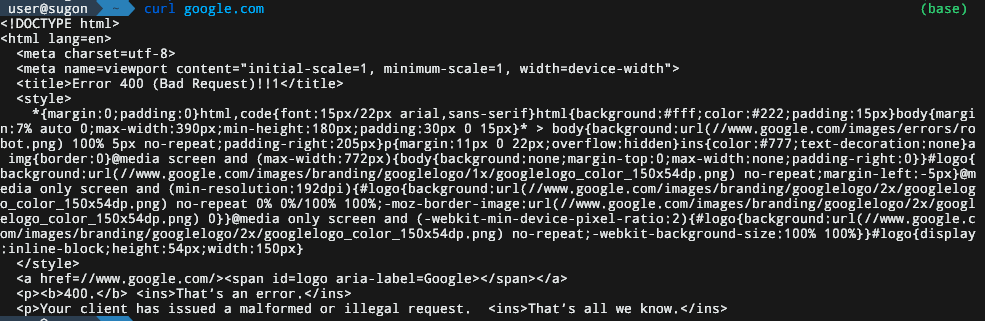 user@sugon ~ curl google.com (base)
<!DOCTYPE html>
<html lang=en>
  <meta charset=utf-8>
  <meta name=viewport content="initial-scale=1, minimum-scale=1, width=device-width">
  <title>Error 400 (Bad Request)!!1</title>
  <style>
    *{margin:0;padding:0}html,code{font:15px/22px arial,sans-serif}html{background:#fff;color:#222;padding:15px}body{margi
n:7% auto 0;max-width:390px;min-height:180px;padding:30px 0 15px}* > body{background:url(//www.google.com/images/errors/ro
bot.png) 100% 5px no-repeat;padding-right:205px}p{margin:11px 0 22px;overflow:hidden}ins{color:#777;text-decoration:none}a
 img{border:0}@media screen and (max-width:772px){body{background:none;margin-top:0;max-width:none;padding-right:0}}#logo{
background:url(//www.google.com/images/branding/googlelogo/1x/googlelogo_color_150x54dp.png) no-repeat;margin-left:-5px}@m
edia only screen and (min-resolution:192dpi){#logo{background:url(//www.google.com/images/branding/googlelogo/2x/googlelog
o_color_150x54dp.png) no-repeat 0% 0%/100% 100%;-moz-border-image:url(//www.google.com/images/branding/googlelogo/2x/googl
elogo_color_150x54dp.png) 0}}@media only screen and (-webkit-min-device-pixel-ratio:2){#logo{background:url(//www.google.c
om/images/branding/googlelogo/2x/googlelogo_color_150x54dp.png) no-repeat;-webkit-background-size:100% 100%}}#logo{display
:inline-block;height:54px;width:150px}
  </style>
  <a href=//www.google.com/><span id=logo aria-label=Google></span></a>
  <p><b>400.</b> <ins>That's an error.</ins>
  <p>Your client has issued a malformed or illegal request.  <ins>That's all we know.</ins>